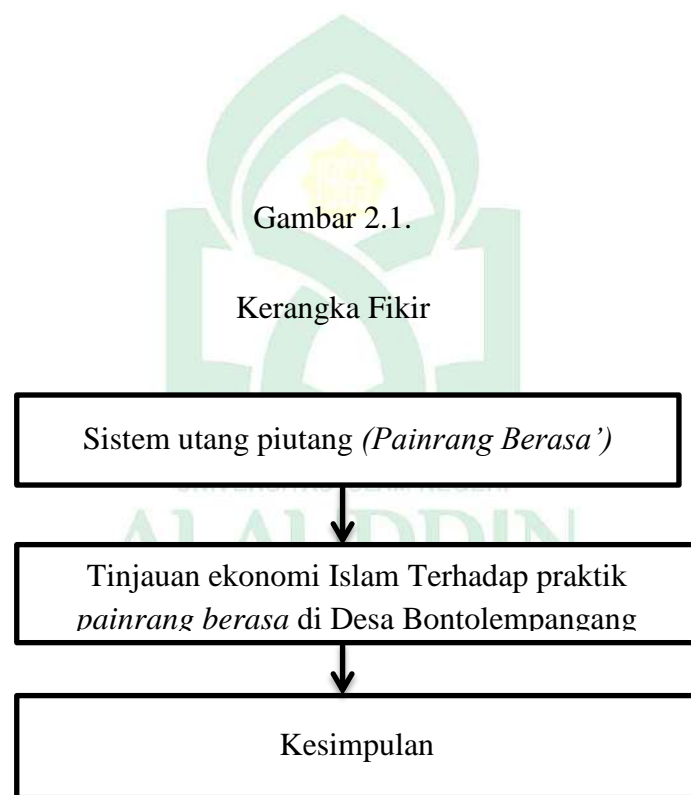 Gambar 2.1.
Kerangka Fikir
Sistem utang piutang (Painrang Berasa’)
ALAUDDIN
Tinjauan ekonomi Islam Terhadap praktik
painrang berasa di Desa Bontolempangang
Kesimpulan